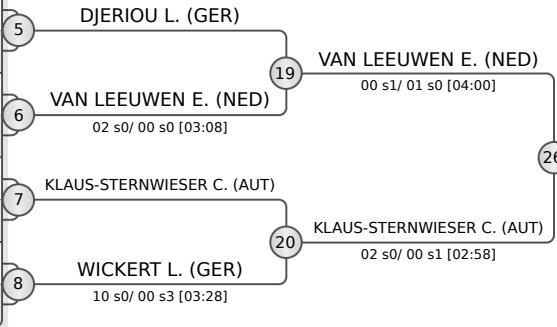 DJERIOU L. (GER)
5
19
VAN LEEUWEN E. (NED)
00 s1/ 01 s0 [04:00]
VAN LEEUWEN E. (NED)
6
02 s0/ 00 s0 [03:08]
26
KLAUS-STERNWIESER C. (AUT)
7
20
KLAUS-STERNWIESER C. (AUT)
02 s0/ 00 s1 [02:58]
WICKERT L. (GER)
8
10 s0/ 00 s3 [03:28]